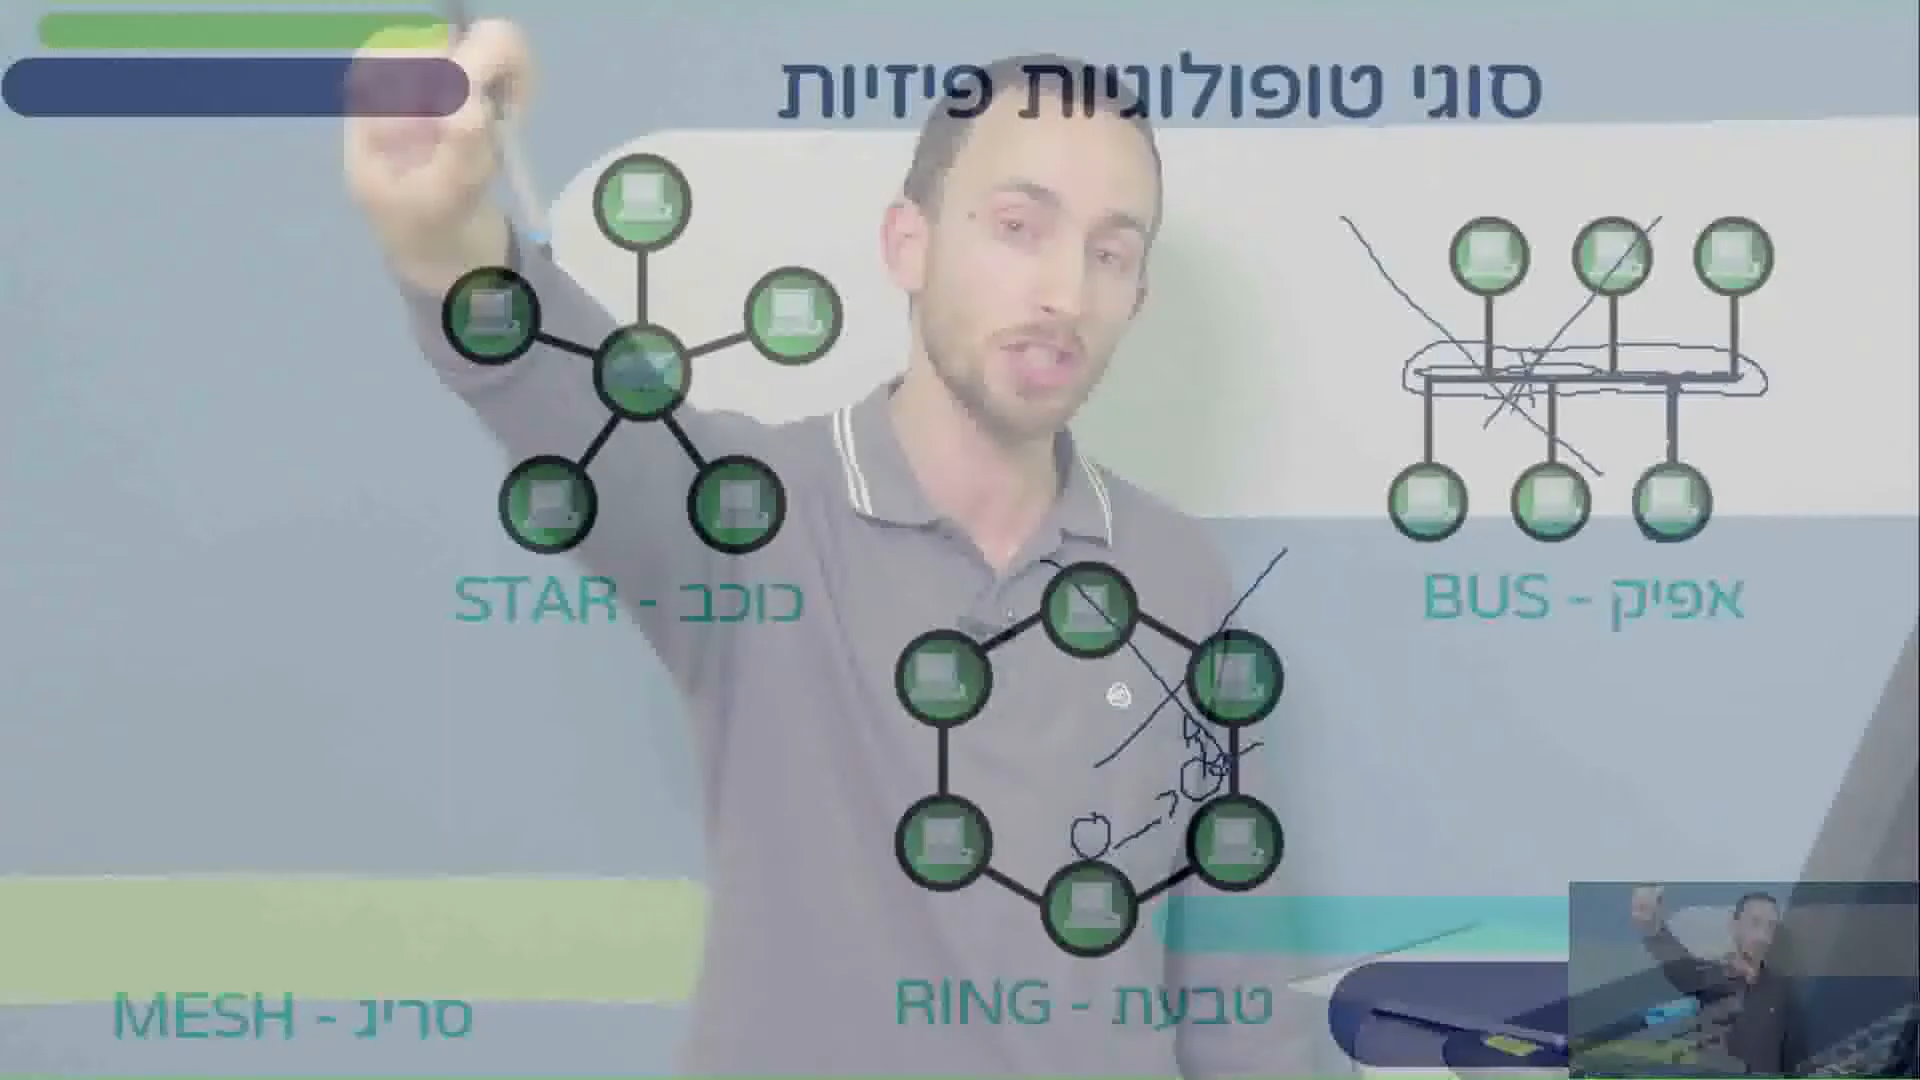 סוגי טופולוגיות פיזיות
אפיק - BUS
כוכב - STAR
טבעת - RING
סריג - MESH